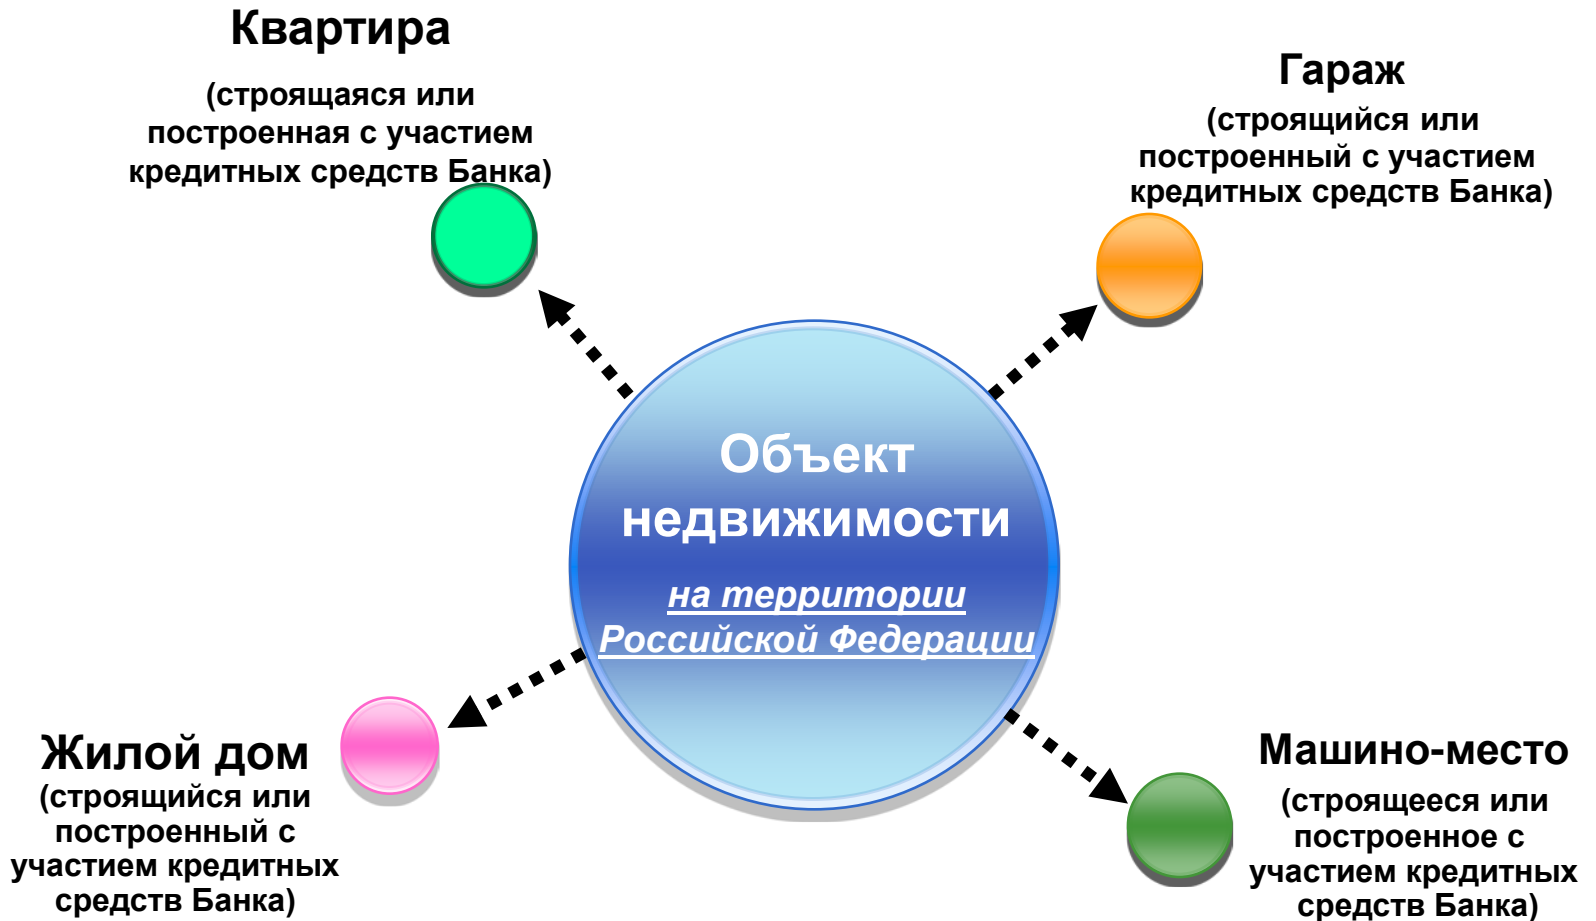 Квартира
(строящаяся или
построенная с участием
кредитных средств Банка)
Гараж
(строящийся или
построенный с участием
кредитных средств Банка)
Объект
недвижимости
на территории
Российской Федерации
Жилой дом
(строящийся или
построенный с
участием кредитных
средств Банка)
Машино-место
(строящееся или
построенное с
участием кредитных
средств Банка)